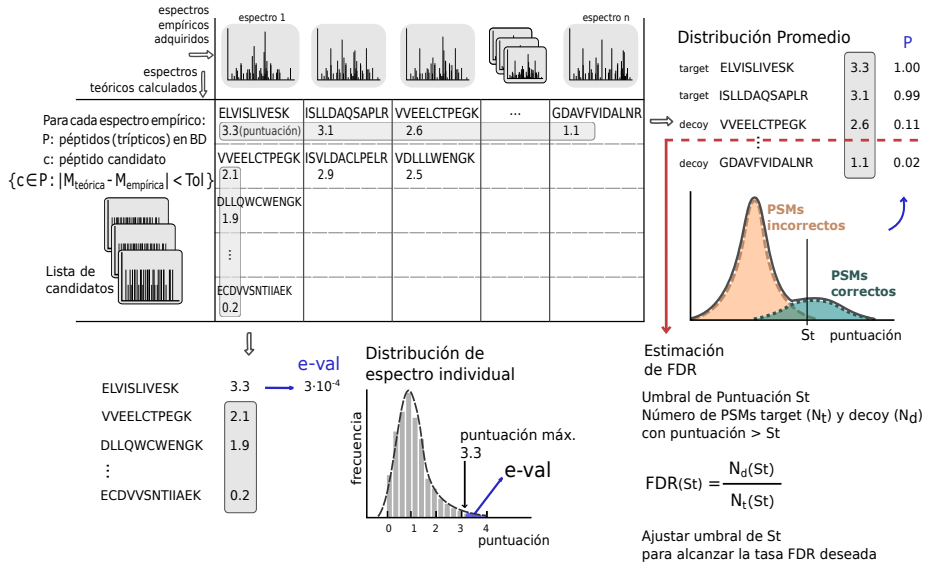 espectros
empíricos
adquiridos
espectro 1
espectro n
espectros
teóricos calculados
Para cada espectro empírico:
P: péptidos (trípticos) en BD
c: péptido candidato
{c∈P: |Mteórica - Mempírica| < Tol}
Lista de
candidatos
ELVISLIVESK ISLLDAQSAPLR VVEELCTPEGK ... GDAVFVIDALNR
3.3(puntuación) 3.1 2.6 1.1
VVEELCTPEGK ISVLDACLPELR VDLLLWENGK
2.1 2.9 2.5
DLLQWCWENGK
1.9
⋮
ECDVVSNTIIAEK
0.2
Distribución Promedio
P
target ELVISLIVESK 3.3 1.00
target ISLLDAQSAPLR 3.1 0.99
decoy VVEELCTPEGK 2.6 0.11
⋮
decoy GDAVFVIDALNR 1.1 0.02
PSMs
incorrectos
PSMs
correctos
St puntuación
e-val
ELVISLIVESK 3.3 3·10⁻⁴
VVEELCTPEGK 2.1
DLLQWCWENGK 1.9
⋮
ECDVVSNTIIAEK 0.2
Distribución de
espectro individual
frecuencia
puntuación máx.
3.3
e-val
0 1 2 3 4
puntuación
Estimación
de FDR
Umbral de Puntuación St
Número de PSMs target (Nt) y decoy (Nd)
con puntuación > St
FDR(St) = Nd(St)
Nt(St)
Ajustar umbral de St
para alcanzar la tasa FDR deseada